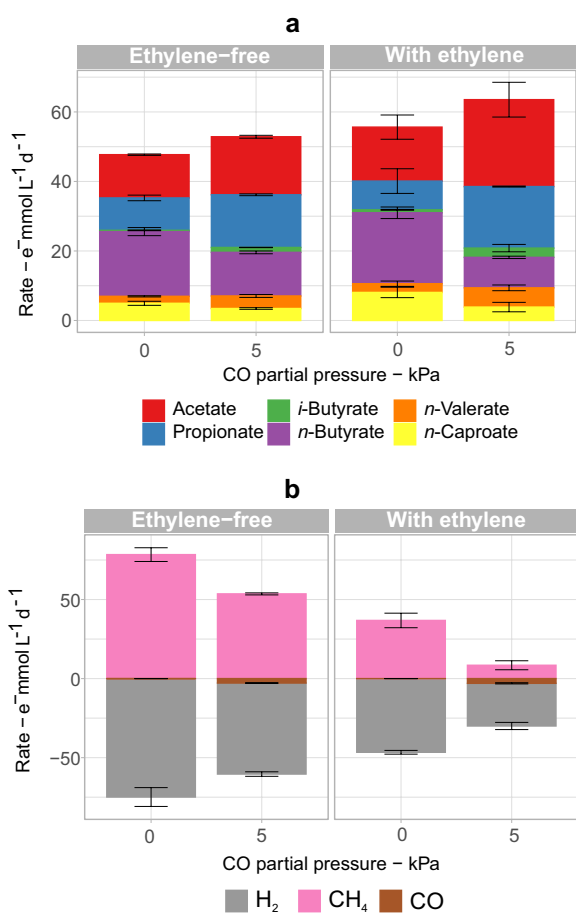 a
Ethylene−free With ethylene
60
40
20
0
Rate − e⁻mmol L⁻¹ d⁻¹
0 5 0 5
CO partial pressure − kPa
Acetate i-Butyrate n-Valerate
Propionate n-Butyrate n-Caproate
b
Ethylene−free With ethylene
50
0
−50
Rate − e⁻mmol L⁻¹ d⁻¹
0 5 0 5
CO partial pressure − kPa
H₂ CH₄ CO